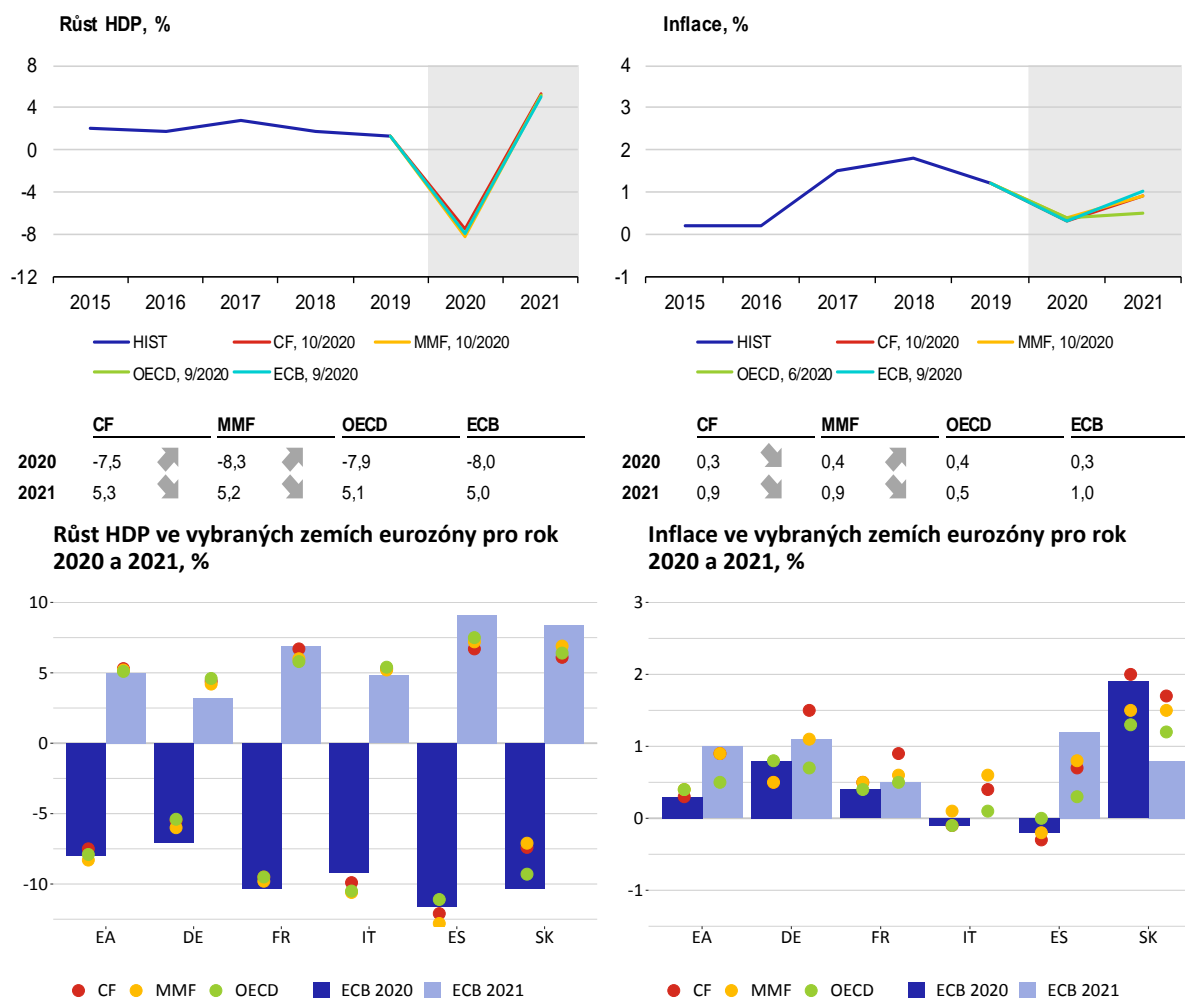 Růst HDP, %
8
4
0
-4
-8
-12
2015 2016 2017 2018 2019 2020 2021
HIST CF, 10/2020 MMF, 10/2020
OECD, 9/2020 ECB, 9/2020
CF MMF OECD ECB
2020 -7,5 -8,3 -7,9 -8,0
2021 5,3 5,2 5,1 5,0
Inflace, %
4
3
2
1
0
-1
2015 2016 2017 2018 2019 2020 2021
HIST CF, 10/2020 MMF, 10/2020
OECD, 6/2020 ECB, 9/2020
CF MMF OECD ECB
2020 0,3 0,4 0,4 0,3
2021 0,9 0,9 0,5 1,0
Růst HDP ve vybraných zemích eurozóny pro rok
2020 a 2021, %
10
5
0
-5
-10
EA DE FR IT ES SK
CF MMF OECD ECB 2020 ECB 2021
Inflace ve vybraných zemích eurozóny pro rok
2020 a 2021, %
3
2
1
0
-1
EA DE FR IT ES SK
CF MMF OECD ECB 2020 ECB 2021